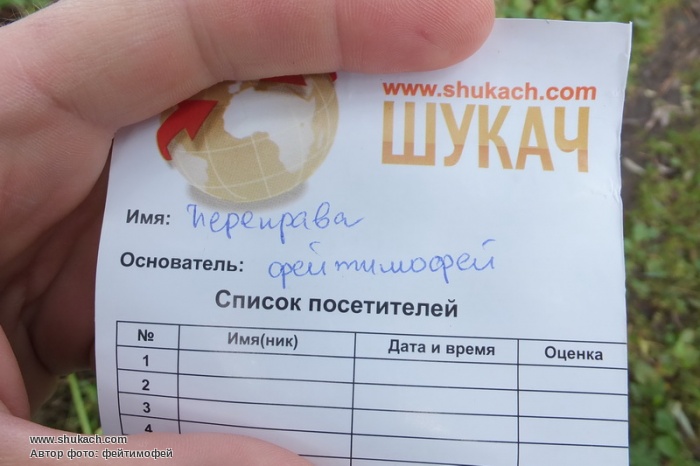 www.shukach.com
ШУКАЧ
Имя: Переправа
Основатель: фейтимофей
Список посетителей
№ Имя(ник) Дата и время Оценка
1
2
3
4
www.shukach.com
Автор фото: фейтимофей